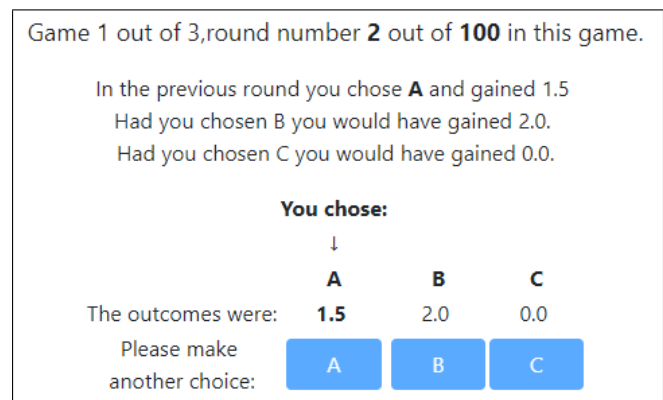 Game 1 out of 3,round number 2 out of 100 in this game.
In the previous round you chose A and gained 1.5
Had you chosen B you would have gained 2.0.
Had you chosen C you would have gained 0.0.
You chose:
↓
A B C
The outcomes were: 1.5 2.0 0.0
Please make
another choice: A B C